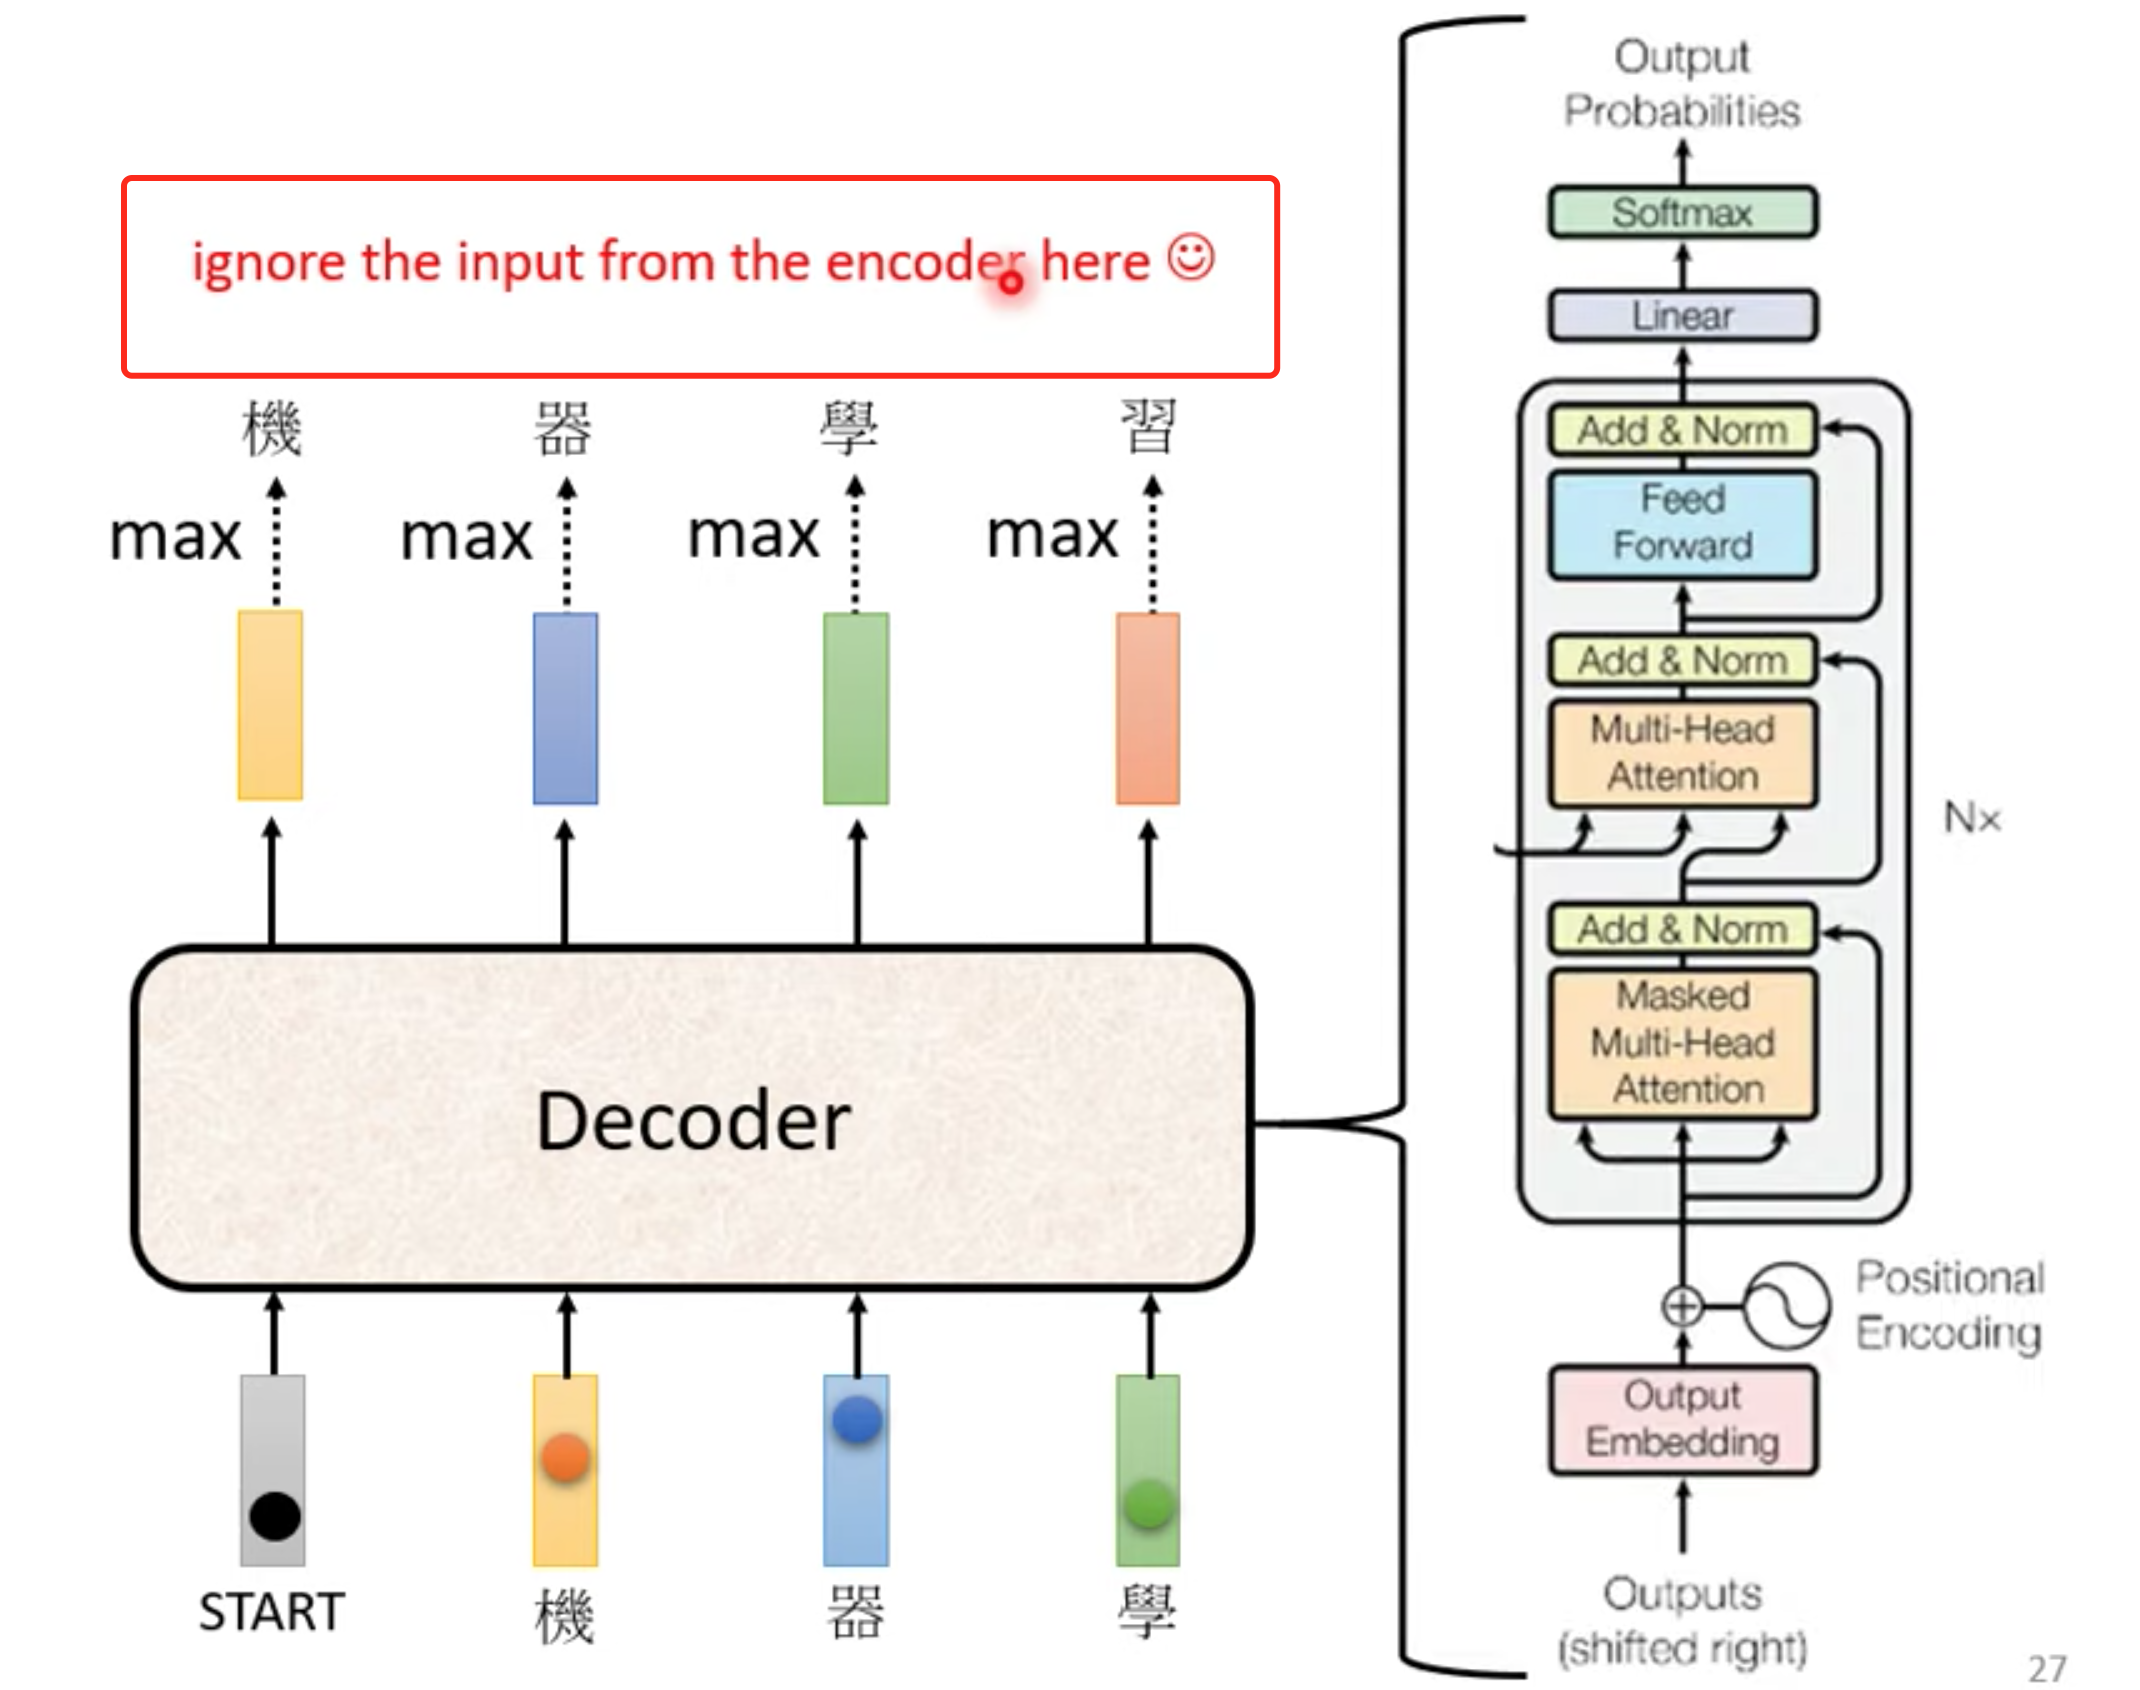 ignore the input from the encoder here ☺
機 器 學 習
max max max max
Decoder
START 機 器 學
Output
Probabilities
Softmax
Linear
Add & Norm
Feed
Forward
Add & Norm
Multi-Head
Attention
N×
Add & Norm
Masked
Multi-Head
Attention
Positional
Encoding
Output
Embedding
Outputs
(shifted right)
27